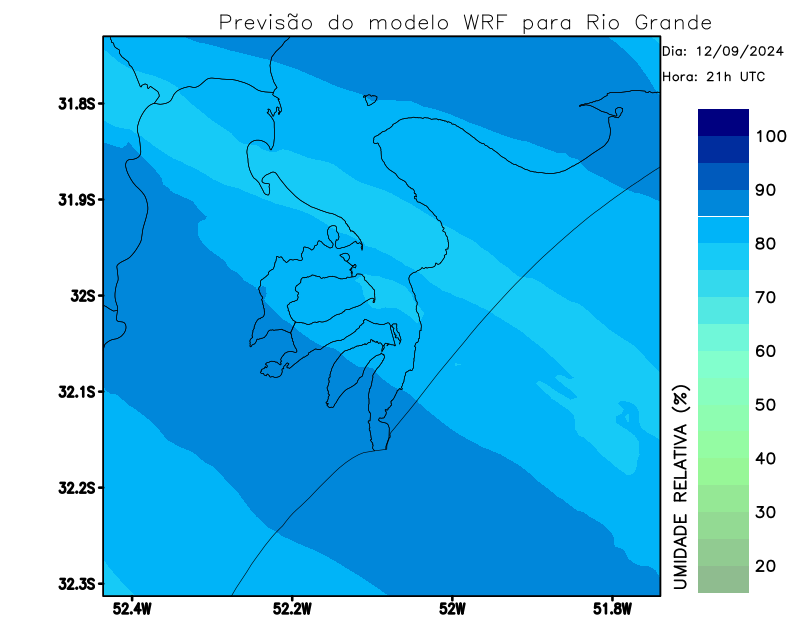 Previsão do modelo WRF para Rio Grande
Dia: 12/09/2024
Hora: 21h UTC
31.8S
31.9S
32S
32.1S
32.2S
32.3S
52.4W
52.2W
52W
51.8W
100
90
80
70
60
50
40
30
20
UMIDADE RELATIVA (%)